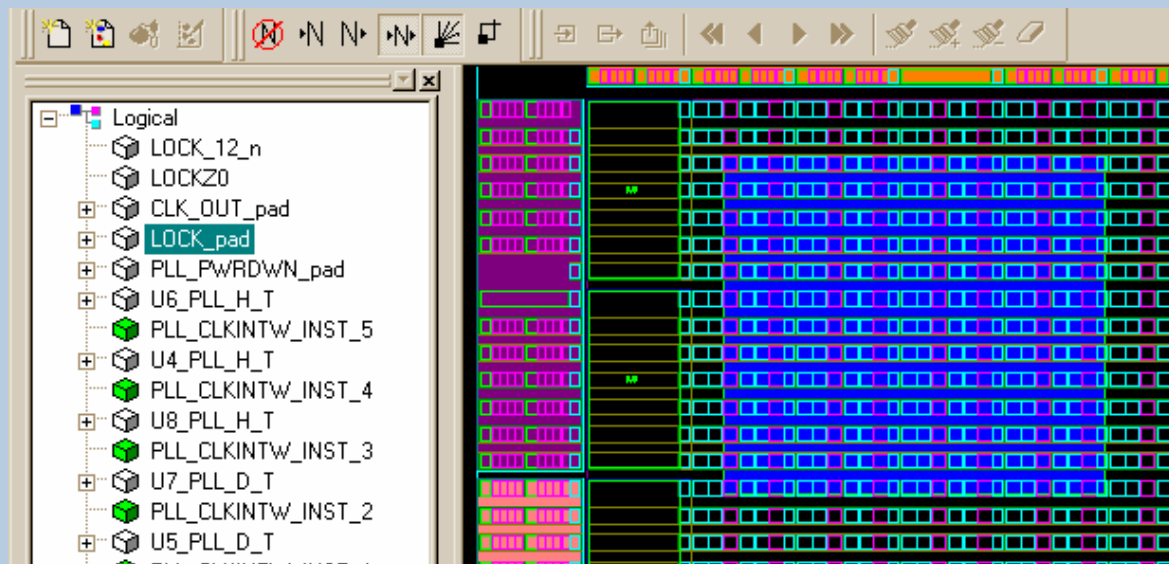 Logical
LOCK_12_n
LOCKZ0
CLK_OUT_pad
LOCK_pad
PLL_PWRDWN_pad
U6_PLL_H_T
PLL_CLKINTW_INST_5
U4_PLL_H_T
PLL_CLKINTW_INST_4
U8_PLL_H_T
PLL_CLKINTW_INST_3
U7_PLL_D_T
PLL_CLKINTW_INST_2
U5_PLL_D_T